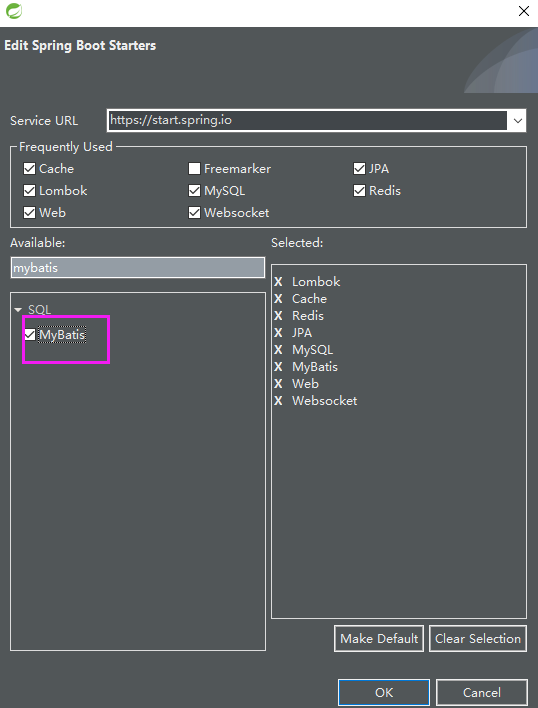 Edit Spring Boot Starters
Service URL https://start.spring.io
Frequently Used
Cache Freemarker JPA
Lombok MySQL Redis
Web Websocket
Available: Selected:
mybatis
SQL
MyBatis
X Lombok
X Cache
X Redis
X JPA
X MySQL
X MyBatis
X Web
X Websocket
Make Default Clear Selection
OK Cancel